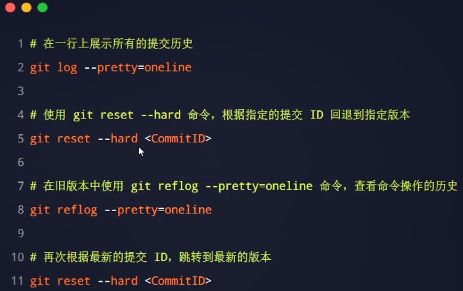 1 # 在一行上展示所有的提交历史
2 git log --pretty=oneline
3
4 # 使用 git reset --hard 命令，根据指定的提交 ID 回退到指定版本
5 git reset --hard <CommitID>
6
7 # 在旧版本中使用 git reflog --pretty=oneline 命令，查看命令操作的历史
8 git reflog --pretty=oneline
9
10 # 再次根据最新的提交 ID，跳转到最新的版本
11 git reset --hard <CommitID>